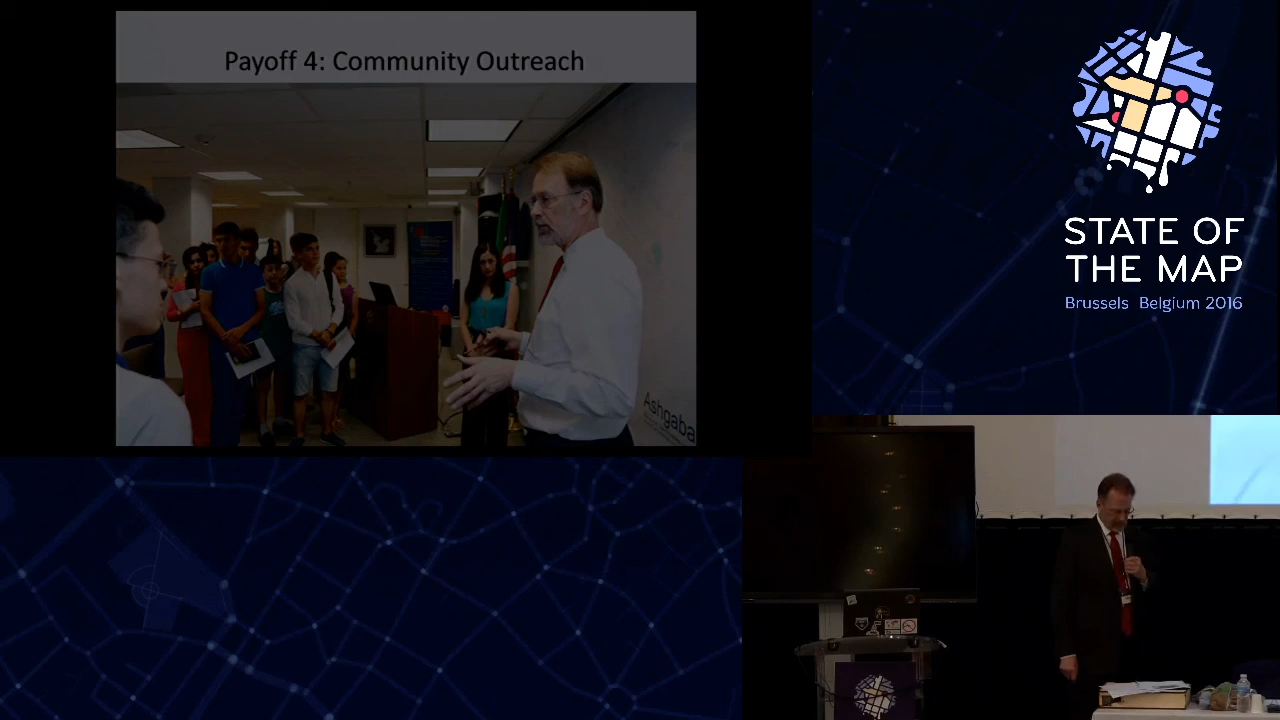 Payoff 4: Community Outreach
Ashgaba
STATE OF
THE MAP
Brussels Belgium 2016